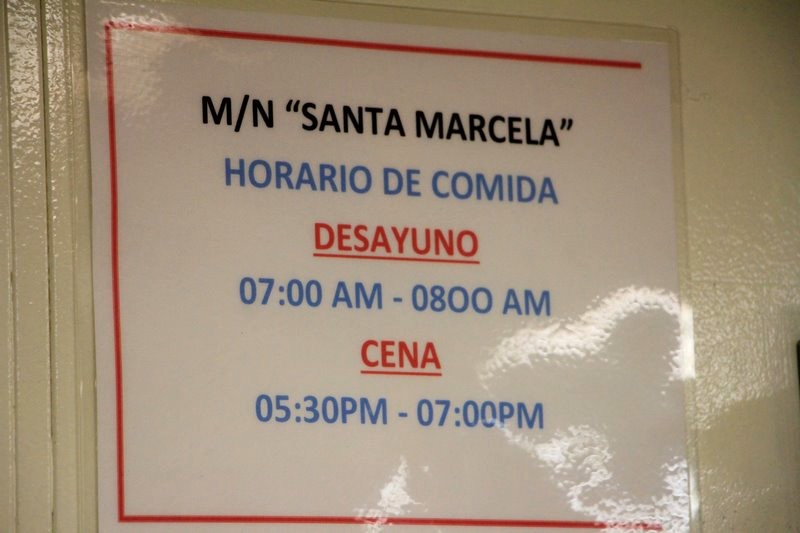 M/N “SANTA MARCELA”
HORARIO DE COMIDA
DESAYUNO
07:00 AM - 08OO AM
CENA
05:30PM - 07:00PM